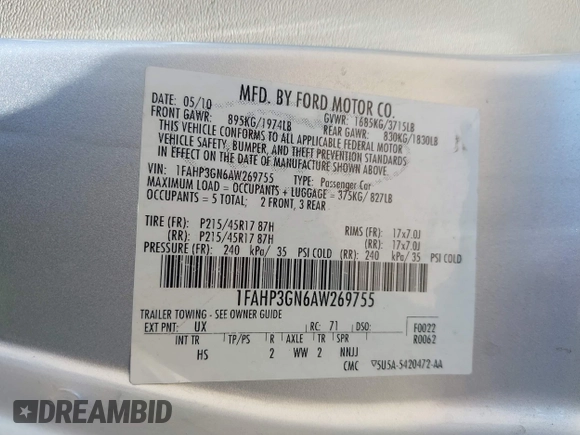 MFD. BY FORD MOTOR CO.
DATE: 05/10 GVWR: 1685KG/3715LB
FRONT GAWR: 895KG/1974LB REAR GAWR: 830KG/1830LB
THIS VEHICLE CONFORMS TO ALL APPLICABLE FEDERAL MOTOR
VEHICLE SAFETY, BUMPER, AND THEFT PREVENTION STANDARDS
IN EFFECT ON THE DATE OF MANUFACTURE SHOWN ABOVE.
VIN: 1FAHP3GN6AW269755 TYPE: Passenger Car
MAXIMUM LOAD = OCCUPANTS + LUGGAGE = 375KG/ 827LB
OCCUPANTS = 5 TOTAL; 2 FRONT, 3 REAR
TIRE (FR): P215/45R17 87H RIMS (FR): 17x7.0J
(RR): P215/45R17 87H (RR): 17x7.0J
PRESSURE (FR): 240 kPa/ 35 PSI COLD (RR): 240 kPa/ 35 PSI COLD
1FAHP3GN6AW269755
TRAILER TOWING - SEE OWNER GUIDE
EXT PNT: UX RC: 71 DSO: F0022
INT TR TP/PS R AXLE TR SPR R0062
HS 2 WW 2 NNJJ
CMC 5USA-5420472-AA
DREAMBID